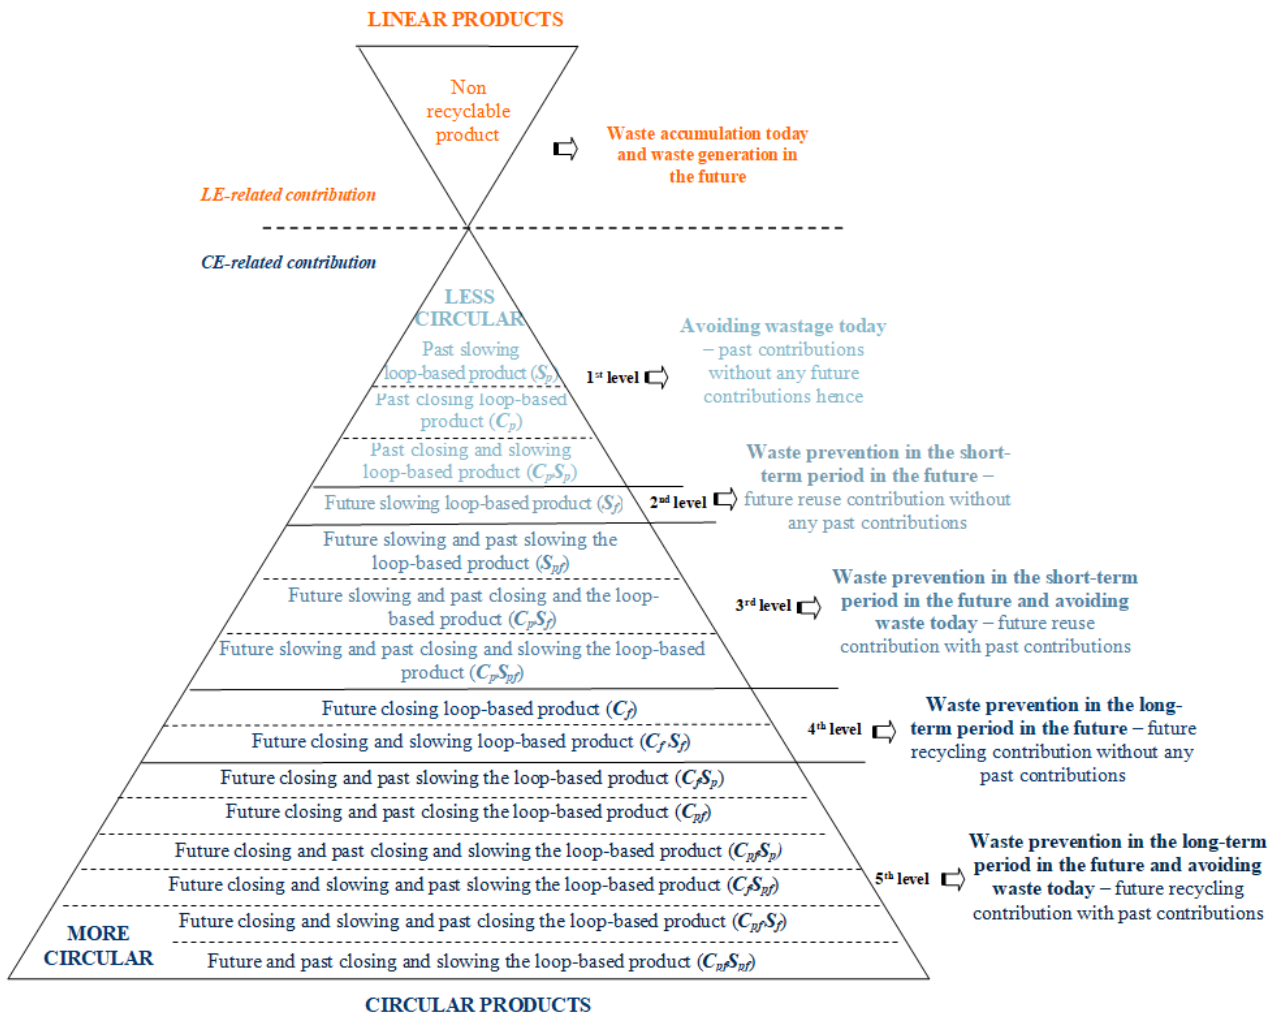 LINEAR PRODUCTS
Non
recyclable
product
Waste accumulation today
and waste generation in
the future
LE-related contribution
CE-related contribution
LESS
CIRCULAR
Past slowing
loop-based product (Sp)
1st level
Avoiding wastage today
– past contributions
without any future
contributions hence
Past closing loop-based
product (Cp)
Past closing and slowing
loop-based product (CpSp)
Future slowing loop-based product (Sf)
2nd level
Waste prevention in the short-
term period in the future –
future reuse contribution without
any past contributions
Future slowing and past slowing the
loop-based product (Spf)
Future slowing and past closing and the loop-
based product (CpSf)
Future slowing and past closing and slowing the loop-based
product (CpSpf)
3rd level
Waste prevention in the short-term
period in the future and avoiding
waste today – future reuse
contribution with past contributions
Future closing loop-based product (Cf)
Future closing and slowing loop-based product (Cf Sf)
4th level
Waste prevention in the long-
term period in the future – future
recycling contribution without any
past contributions
Future closing and past slowing the loop-based product (CfSp)
Future closing and past closing the loop-based product (Cpf)
Future closing and past closing and slowing the loop-based product (CpfSp)
Future closing and slowing and past slowing the loop-based product (CfSpf)
Future closing and slowing and past closing the loop-based product (CpfSf)
Future and past closing and slowing the loop-based product (CpfSpf)
5th level
Waste prevention in the long-term
period in the future and avoiding
waste today – future recycling
contribution with past contributions
MORE
CIRCULAR
CIRCULAR PRODUCTS